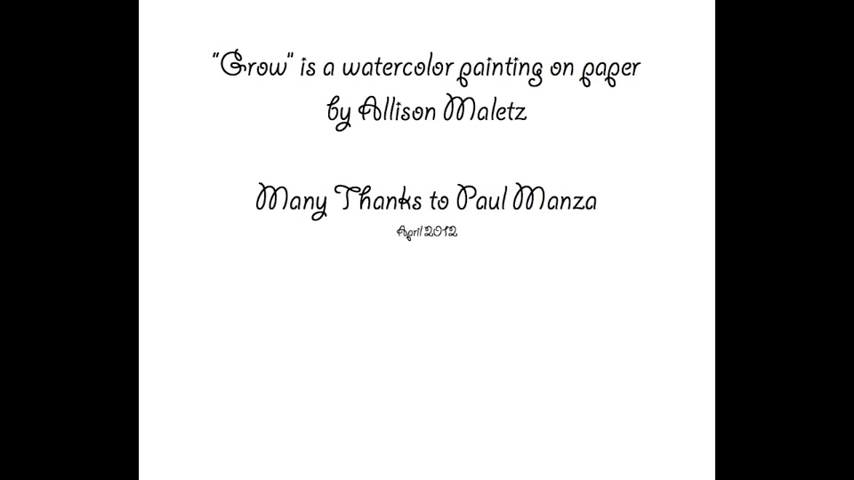 "Grow" is a watercolor painting on paper
by Allison Maletz
Many Thanks to Paul Manza
April 2012